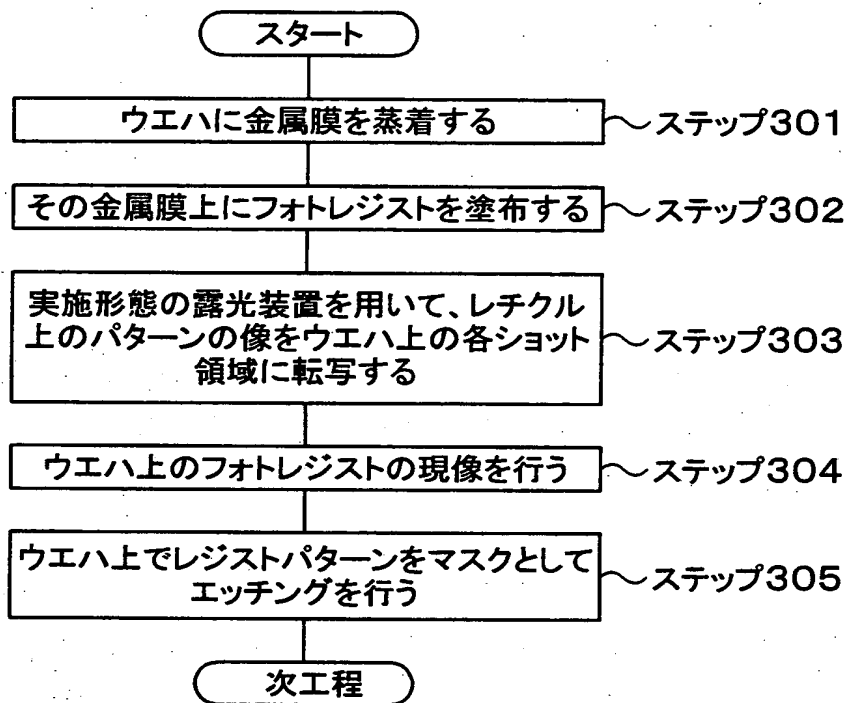 スタート
ウエハに金属膜を蒸着する
ステップ301
その金属膜上にフォトレジストを塗布する
ステップ302
実施形態の露光装置を用いて、レチクル
上のパターンの像をウエハ上の各ショット
領域に転写する
ステップ303
ウエハ上のフォトレジストの現像を行う
ステップ304
ウエハ上でレジストパターンをマスクとして
エッチングを行う
ステップ305
次工程